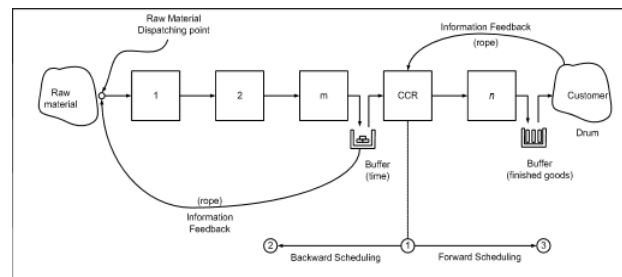 Raw Material
Dispatching point
Information Feedback
(rope)
Raw
material
1
2
m
CCR
n
Customer
Drum
Buffer
(time)
Buffer
(finished goods)
(rope)
Information
Feedback
2
Backward Scheduling
1
Forward Scheduling
3